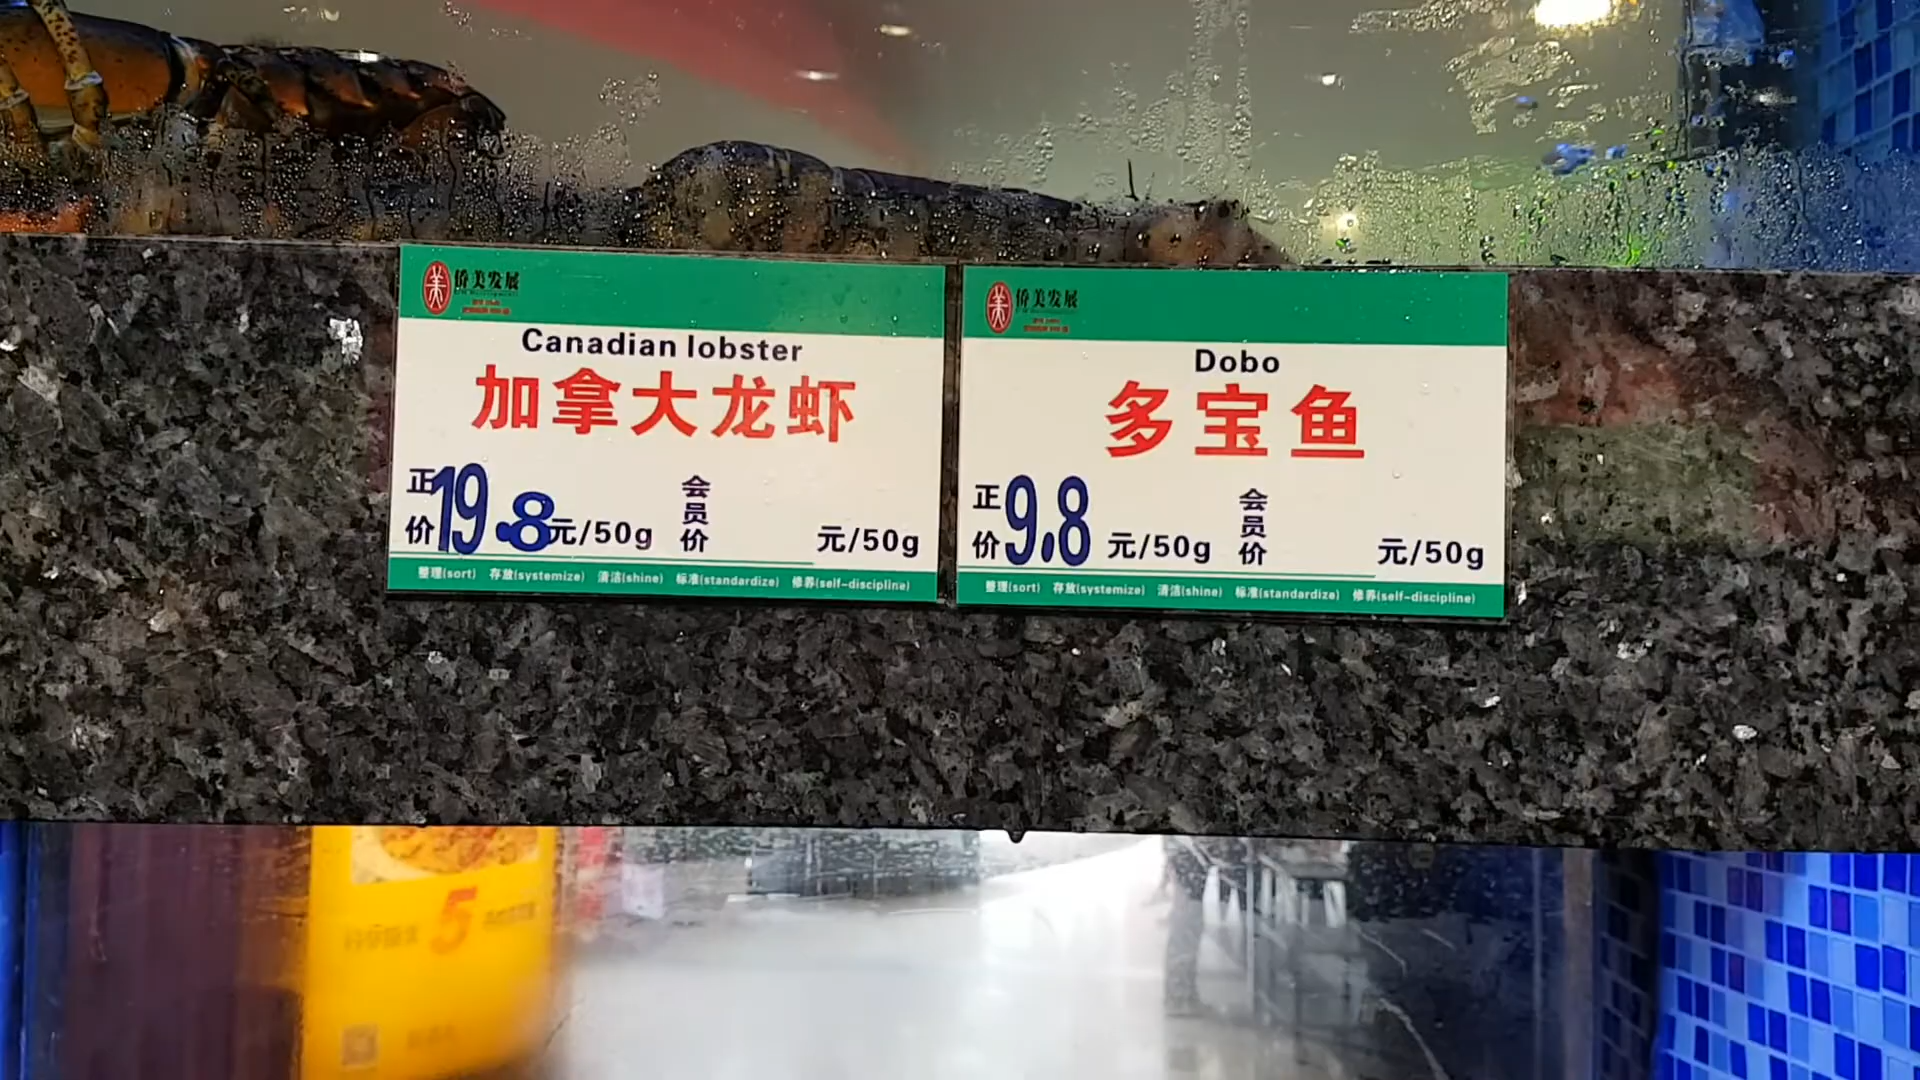 侨美发展
Canadian lobster
加拿大龙虾
正价19.8元/50g 会员价 元/50g
整理(sort) 存放(systemize) 清洁(shine) 标准(standardize) 修养(self-discipline)
侨美发展
Dobo
多宝鱼
正价9.8元/50g 会员价 元/50g
整理(sort) 存放(systemize) 清洁(shine) 标准(standardize) 修养(self-discipline)
5